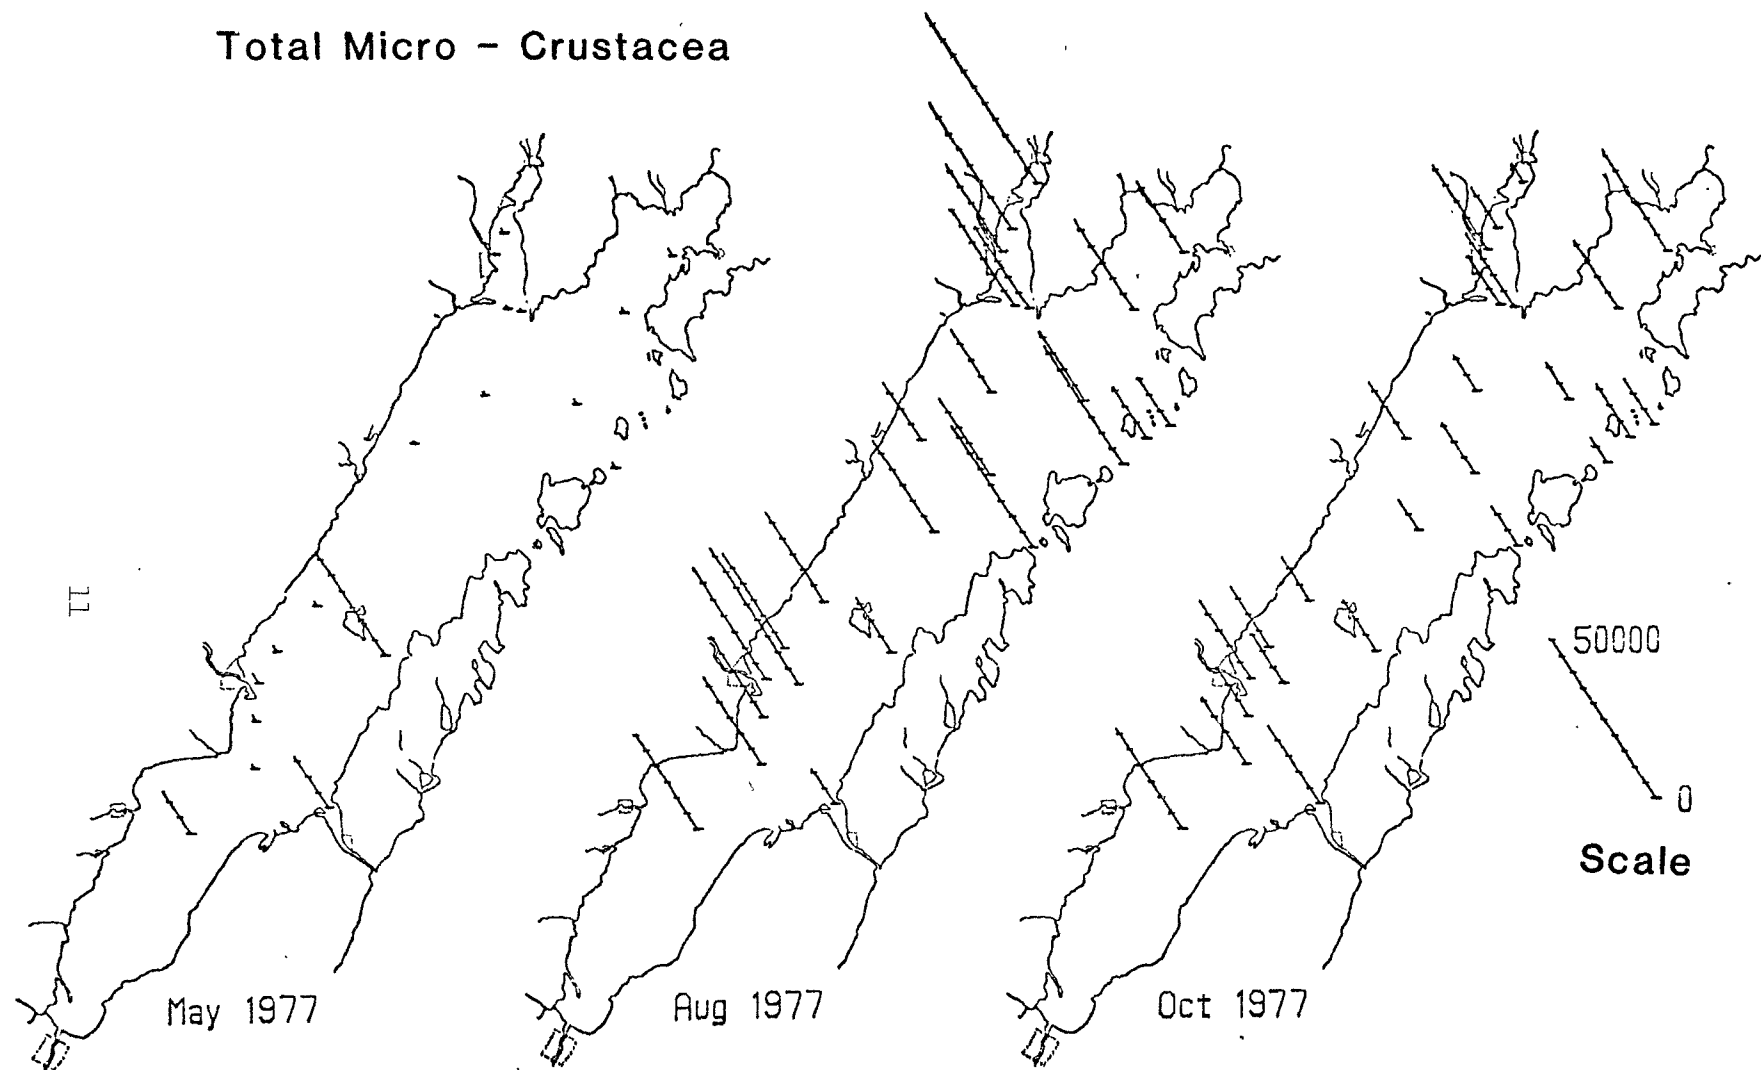 Total Micro - Crustacea
11
50000
0
Scale
May 1977
Aug 1977
Oct 1977